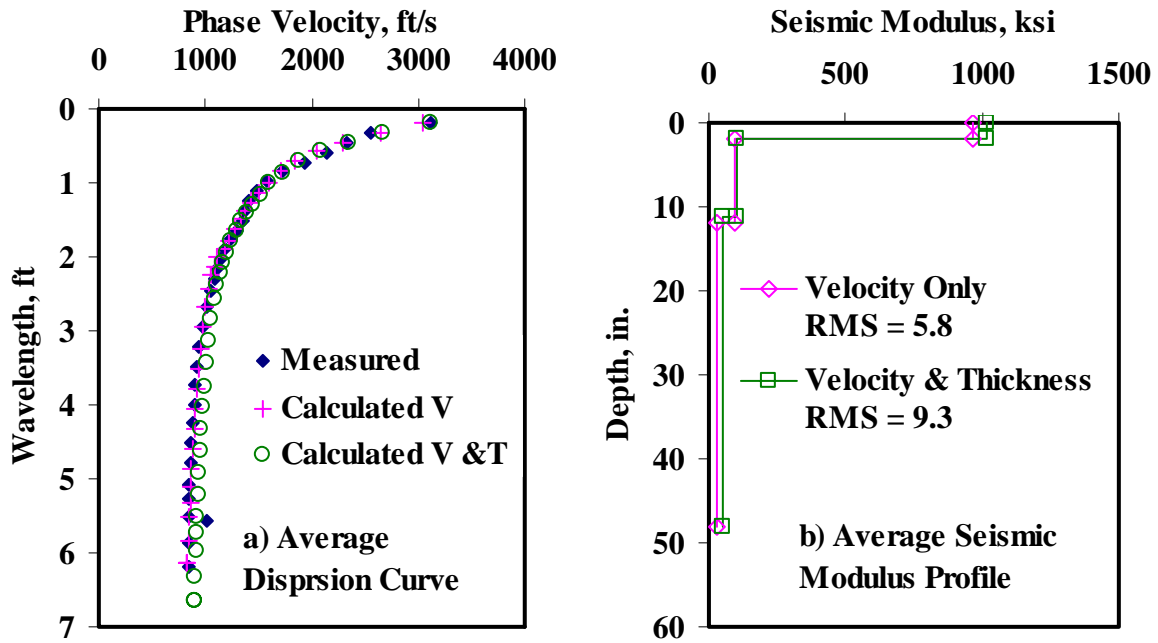 Phase Velocity, ft/s
0 1000 2000 3000 4000
0
1
2
3
4
5
6
7
Wavelength, ft
Measured
Calculated V
Calculated V &T
a) Average
Disprsion Curve
Seismic Modulus, ksi
0 500 1000 1500
0
10
20
30
40
50
60
Depth, in.
Velocity Only
RMS = 5.8
Velocity & Thickness
RMS = 9.3
b) Average Seismic
Modulus Profile